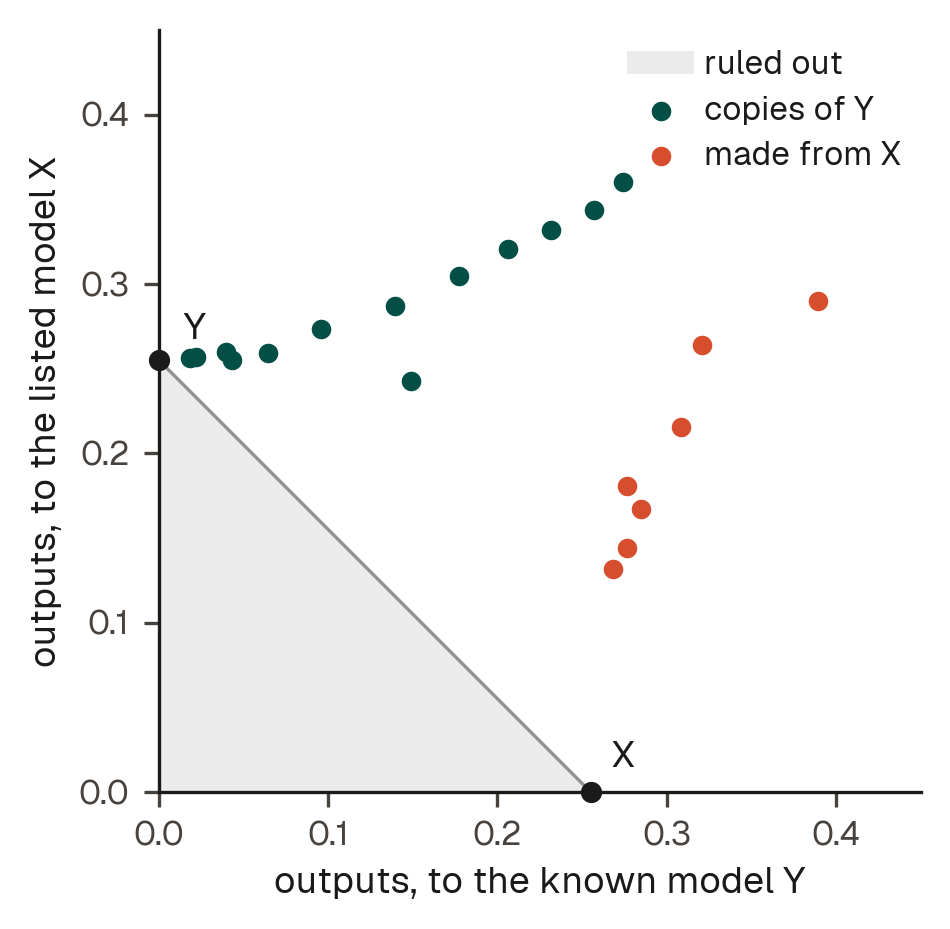 ruled out
copies of Y
made from X
outputs, to the listed model X
0.4
0.3
0.2
0.1
0.0
Y
X
0.0 0.1 0.2 0.3 0.4
outputs, to the known model Y